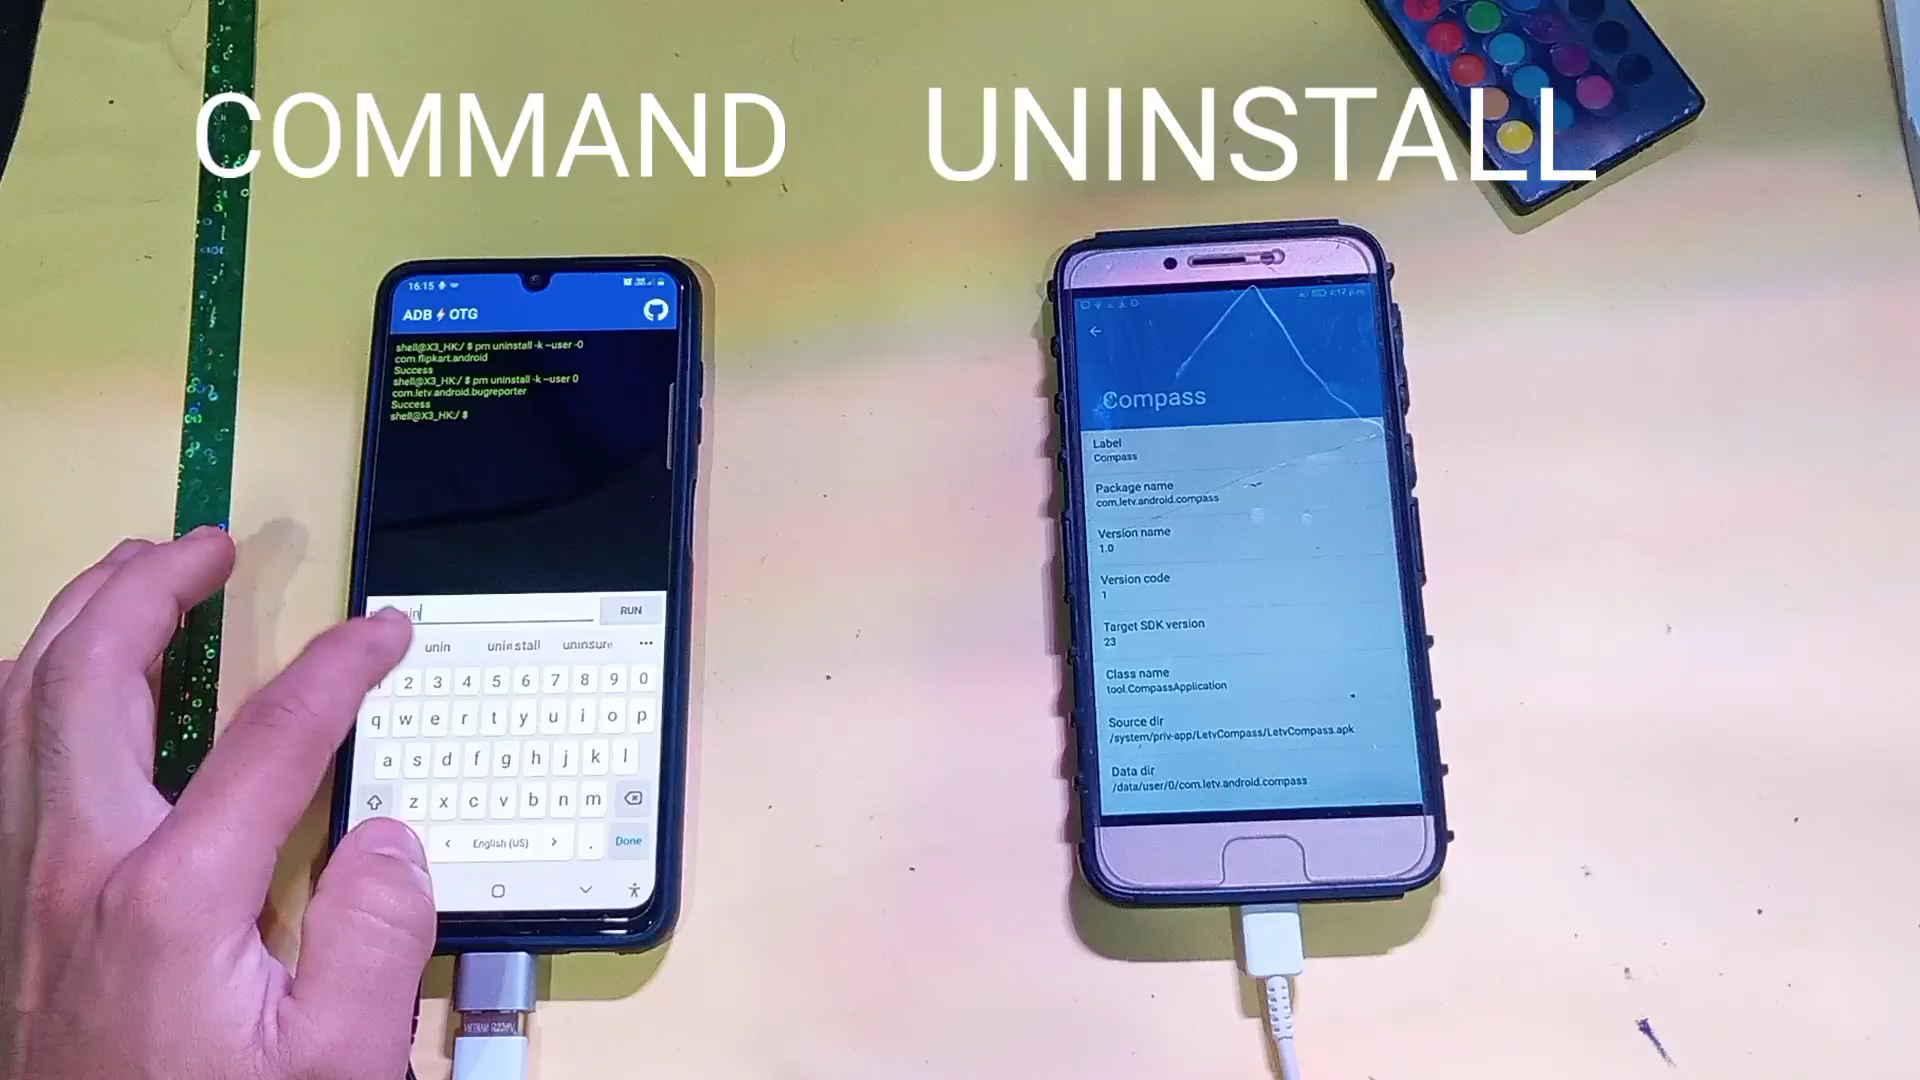 COMMAND UNINSTALL
16:15
ADB⚡OTG
shell@X3_HK:/ $ pm uninstall -k --user -0
com.flipkart.android
Success
shell@X3_HK:/ $ pm uninstall -k --user 0
com.letv.android.bugreporter
Success
shell@X3_HK:/ $
RUN
unin uninstall uninsure
2 3 4 5 6 7 8 9 0
q w e r t y u i o p
a s d f g h j k l
z x c v b n m
< English (US) > . Done
Compass
Label
Compass
Package name
com.letv.android.compass
Version name
1.0
Version code
1
Target SDK version
23
Class name
tool.CompassApplication
Source dir
/system/priv-app/LetvCompass/LetvCompass.apk
Data dir
/data/user/0/com.letv.android.compass